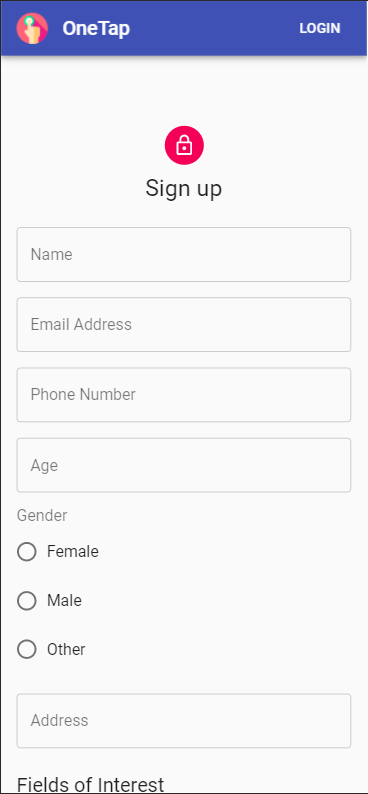 OneTap
LOGIN
Sign up
Name
Email Address
Phone Number
Age
Gender
Female
Male
Other
Address
Fields of Interest